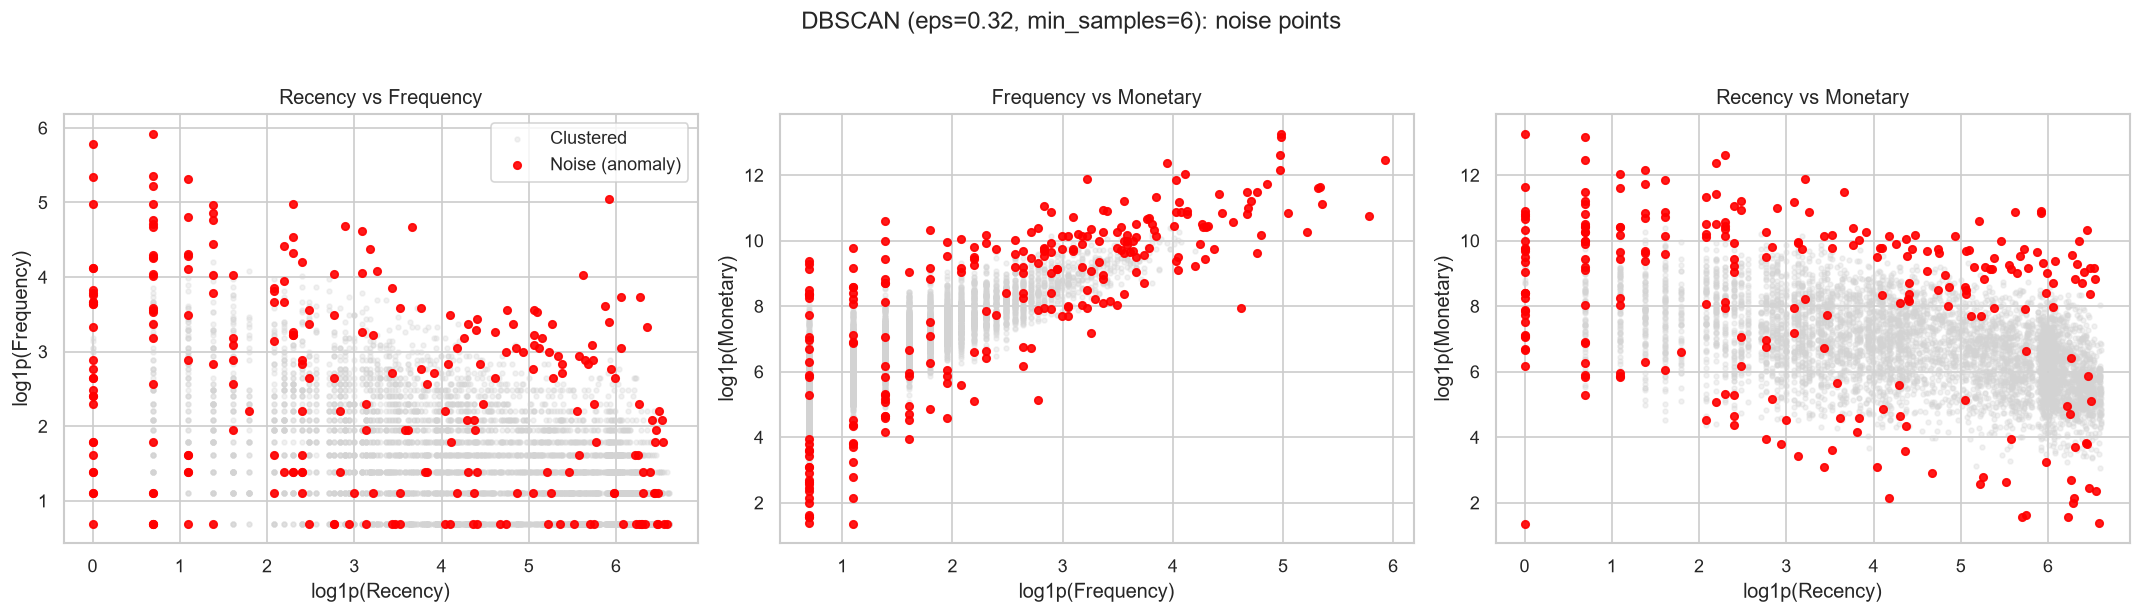 DBSCAN (eps=0.32, min_samples=6): noise points
Recency vs Frequency
Clustered
Noise (anomaly)
6
5
4
3
2
1
log1p(Frequency)
0 1 2 3 4 5 6
log1p(Recency)
Frequency vs Monetary
12
10
8
6
4
2
log1p(Monetary)
1 2 3 4 5 6
log1p(Frequency)
Recency vs Monetary
12
10
8
6
4
2
log1p(Monetary)
0 1 2 3 4 5 6
log1p(Recency)